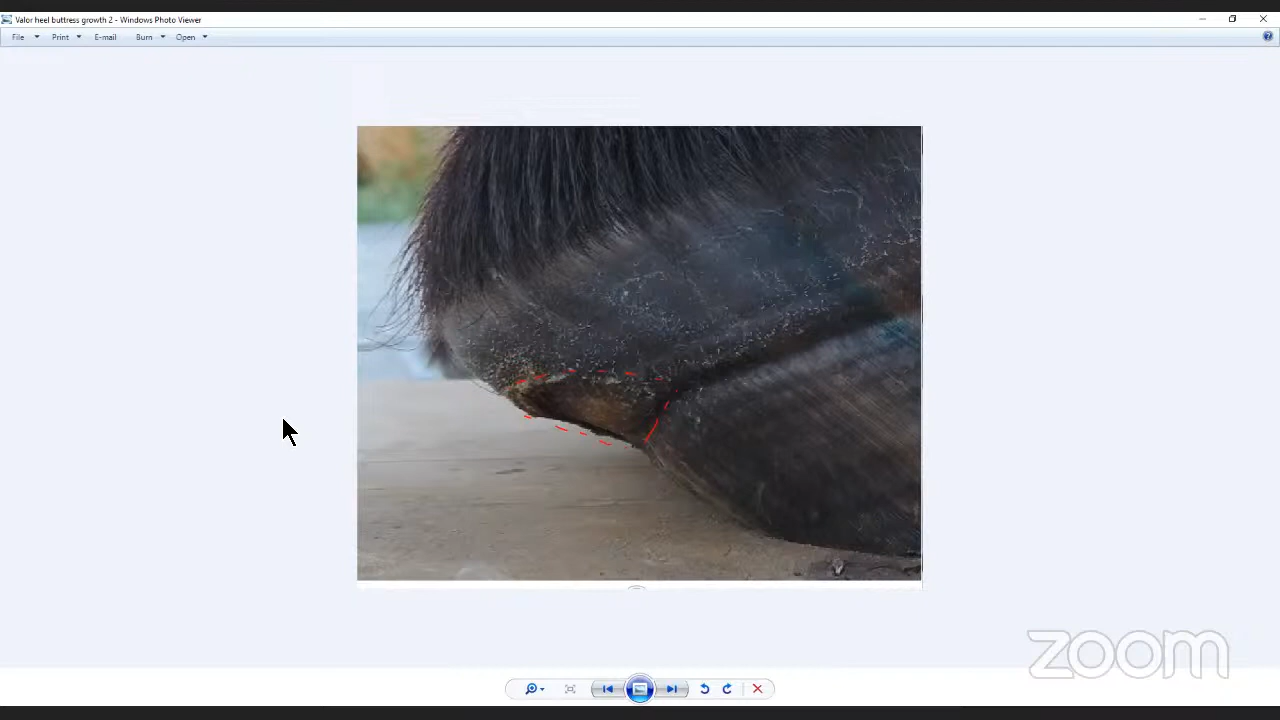 Valor heel buttress growth 2 - Windows Photo Viewer
File Print E-mail Burn Open
zoom